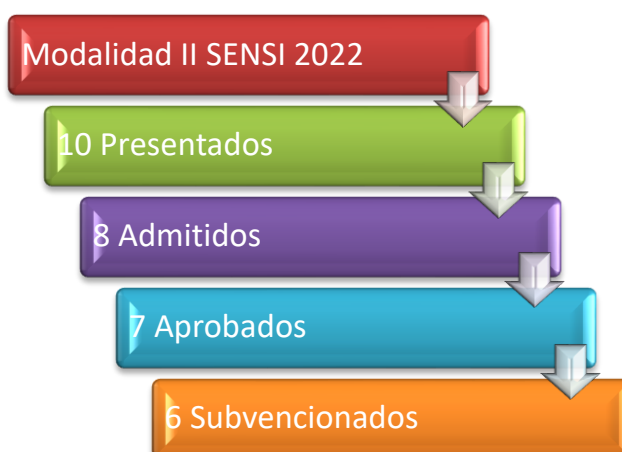 Modalidad II SENSI 2022
10 Presentados
8 Admitidos
7 Aprobados
6 Subvencionados